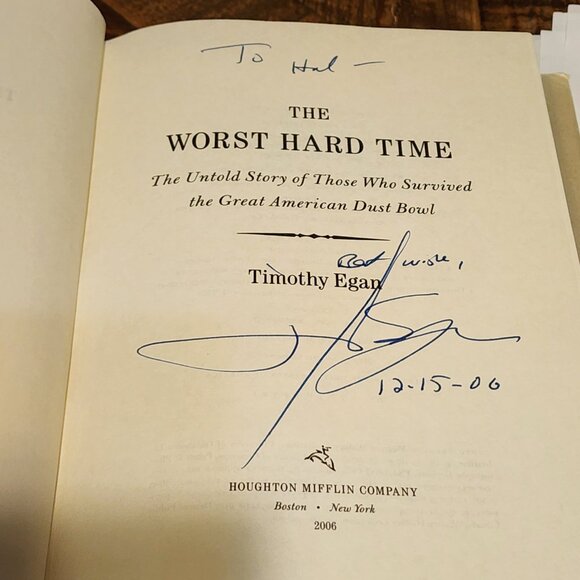 To Hal —
THE
WORST HARD TIME
The Untold Story of Those Who Survived
the Great American Dust Bowl
Best wishes,
Timothy Egan
12-15-06
HOUGHTON MIFFLIN COMPANY
Boston • New York
2006